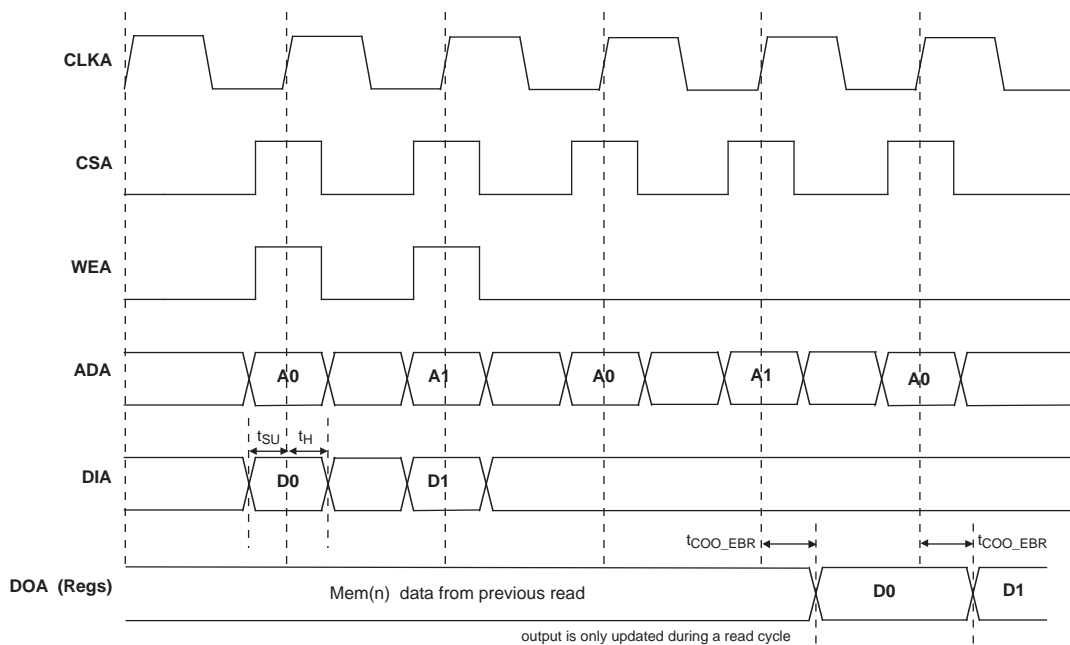 CLKA
CSA
WEA
ADA
A0
A1
A0
A1
A0
tSU
tH
DIA
D0
D1
tCOO_EBR
tCOO_EBR
DOA (Regs)
Mem(n) data from previous read
D0
D1
output is only updated during a read cycle